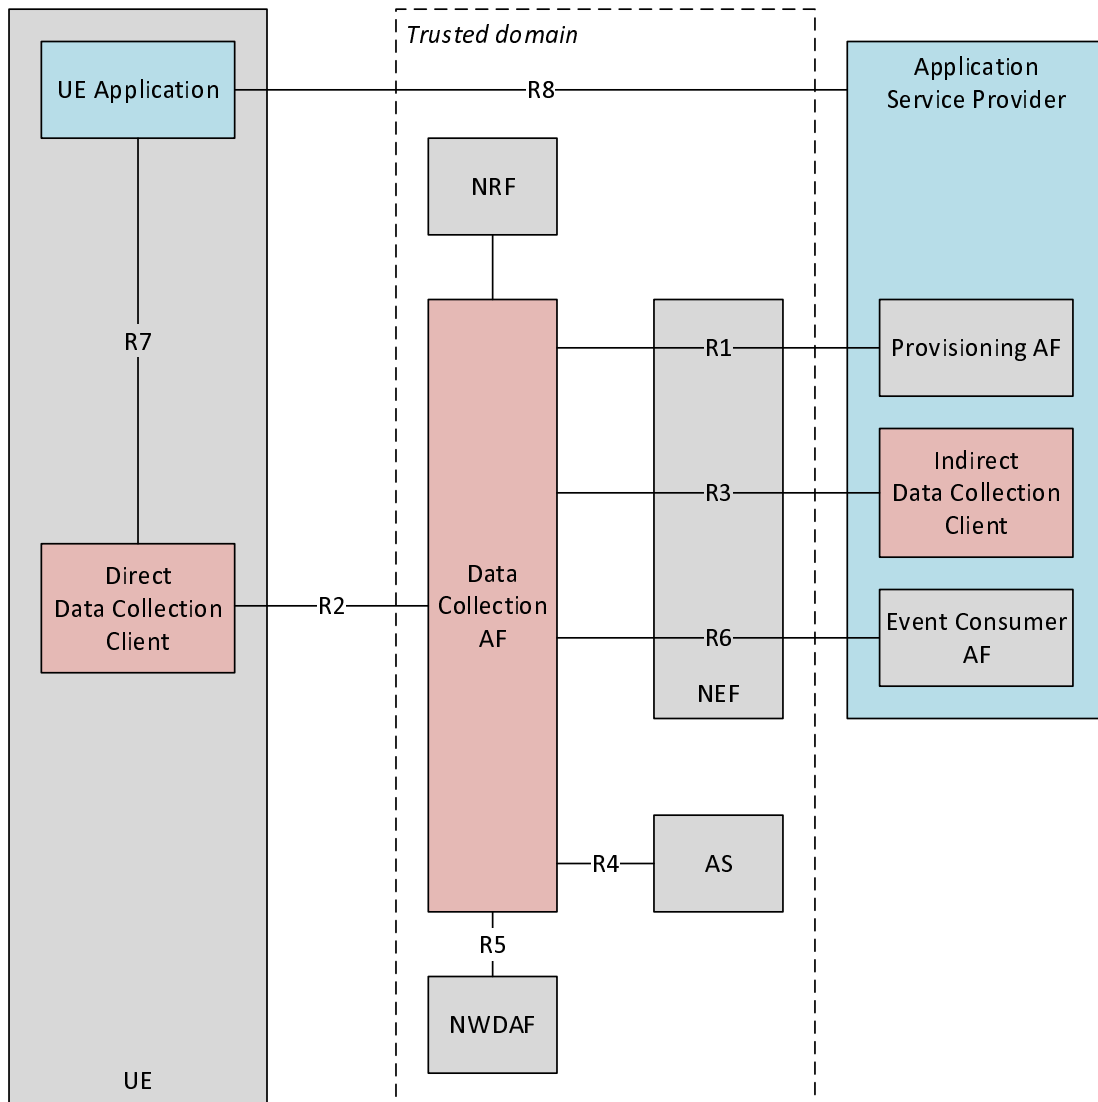 Trusted domain
UE Application
R8
Application
Service Provider
NRF
R7
R1
Provisioning AF
R3
Indirect
Data Collection
Client
Direct
Data Collection
Client
R2
Data
Collection
AF
R6
Event Consumer
AF
NEF
R4
AS
R5
NWDAF
UE